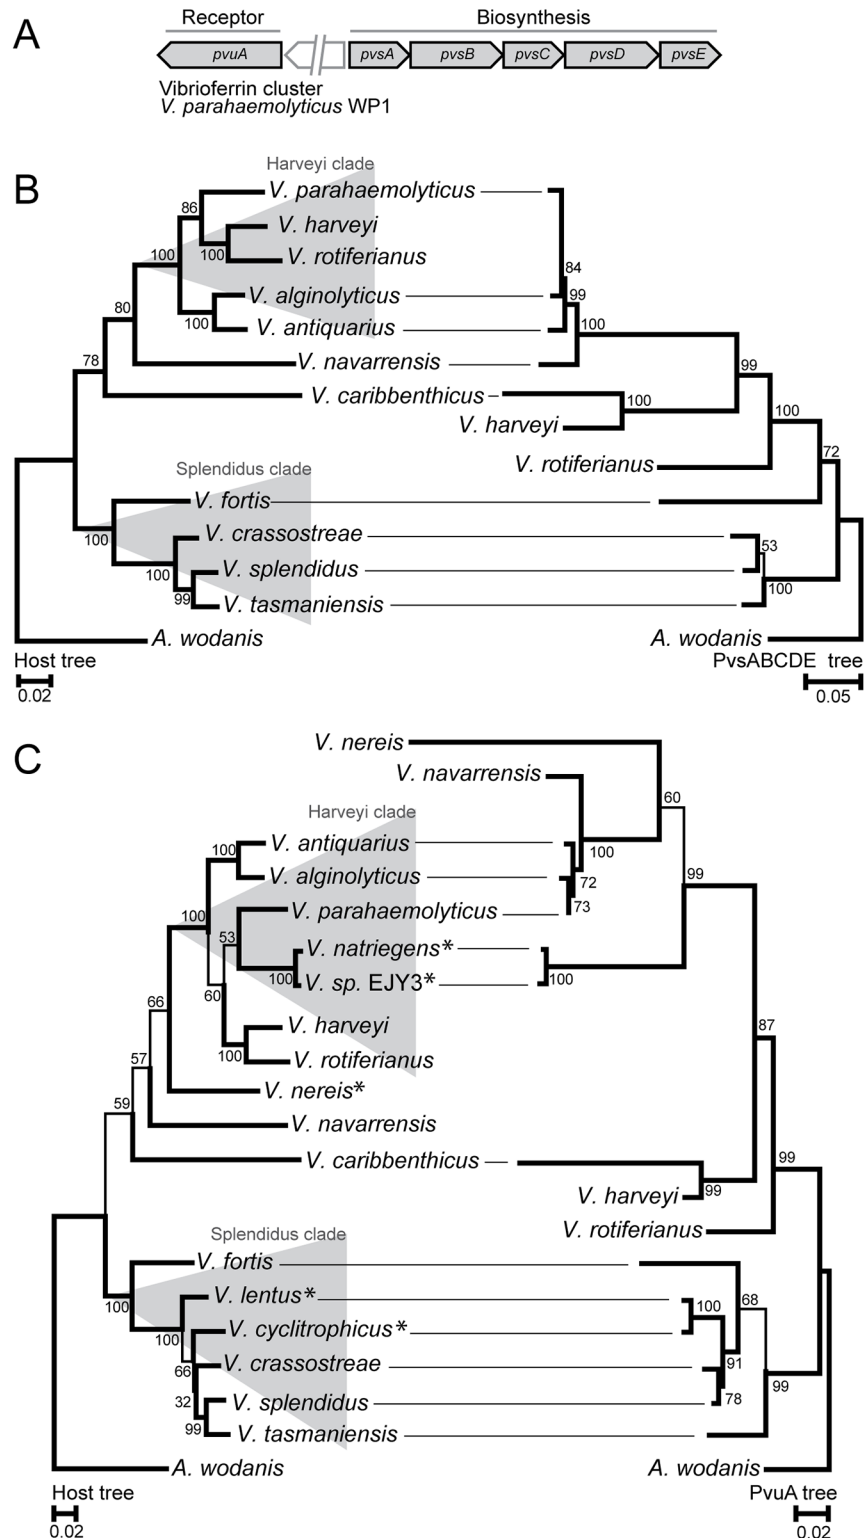 A
Receptor Biosynthesis
pvuA pvsA pvsB pvsC pvsD pvsE
Vibrioferrin cluster
V. parahaemolyticus WP1
B
Harveyi clade
V. parahaemolyticus
86
V. harveyi
100
V. rotiferianus
100
84
V. alginolyticus
99
100
V. antiquarius
100
80
V. navarrensis
78
99
V. caribbenthicus
100
V. harveyi
100
V. rotiferianus
72
Splendidus clade
V. fortis
100
V. crassostreae
53
100
V. splendidus
100
99
V. tasmaniensis
A. wodanis A. wodanis
Host tree PvsABCDE tree
0.02 0.05
C
V. nereis
V. navarrensis
60
Harveyi clade
100
V. antiquarius
100
72
99
V. alginolyticus
73
V. parahaemolyticus
100
53
V. natriegens*
100
V. sp. EJY3*
100
60
V. harveyi
66
87
100
V. rotiferianus
57
V. nereis*
59
V. navarrensis
99
V. caribbenthicus
V. harveyi
99
V. rotiferianus
Splendidus clade
V. fortis
100
V. lentus*
100
68
V. cyclitrophicus*
100
V. crassostreae
91
66
99
V. splendidus
78
32
V. tasmaniensis
99
A. wodanis A. wodanis
Host tree PvuA tree
0.02 0.02